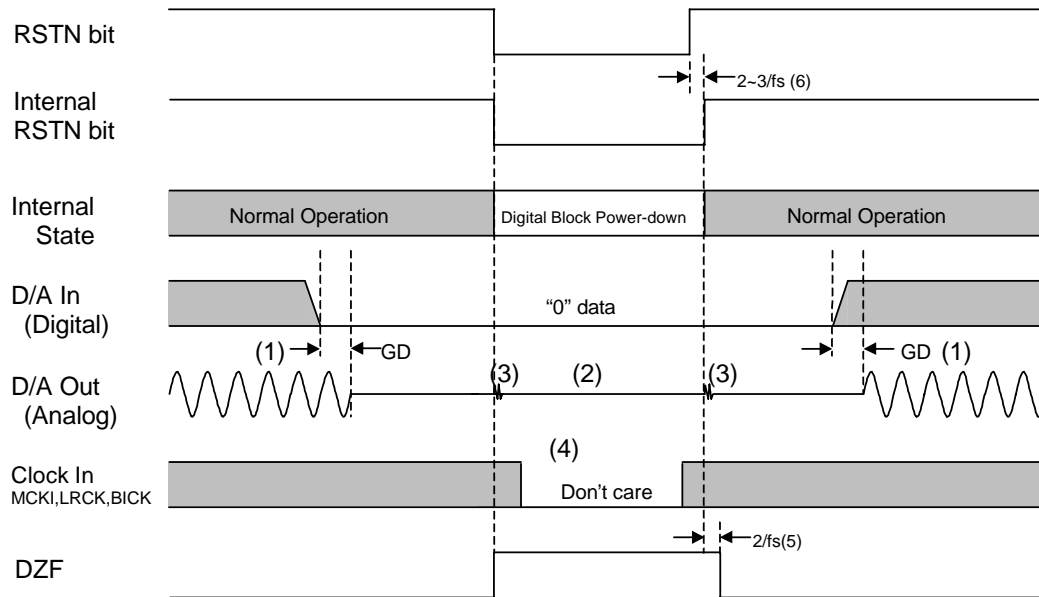 RSTN bit
2~3/fs (6)
Internal
RSTN bit
Internal
State
Normal Operation
Digital Block Power-down
Normal Operation
D/A In
(Digital)
“0” data
(1)
GD
GD
(1)
D/A Out
(Analog)
(3)
(2)
(3)
(4)
Clock In
MCKI,LRCK,BICK
Don’t care
2/fs(5)
DZF